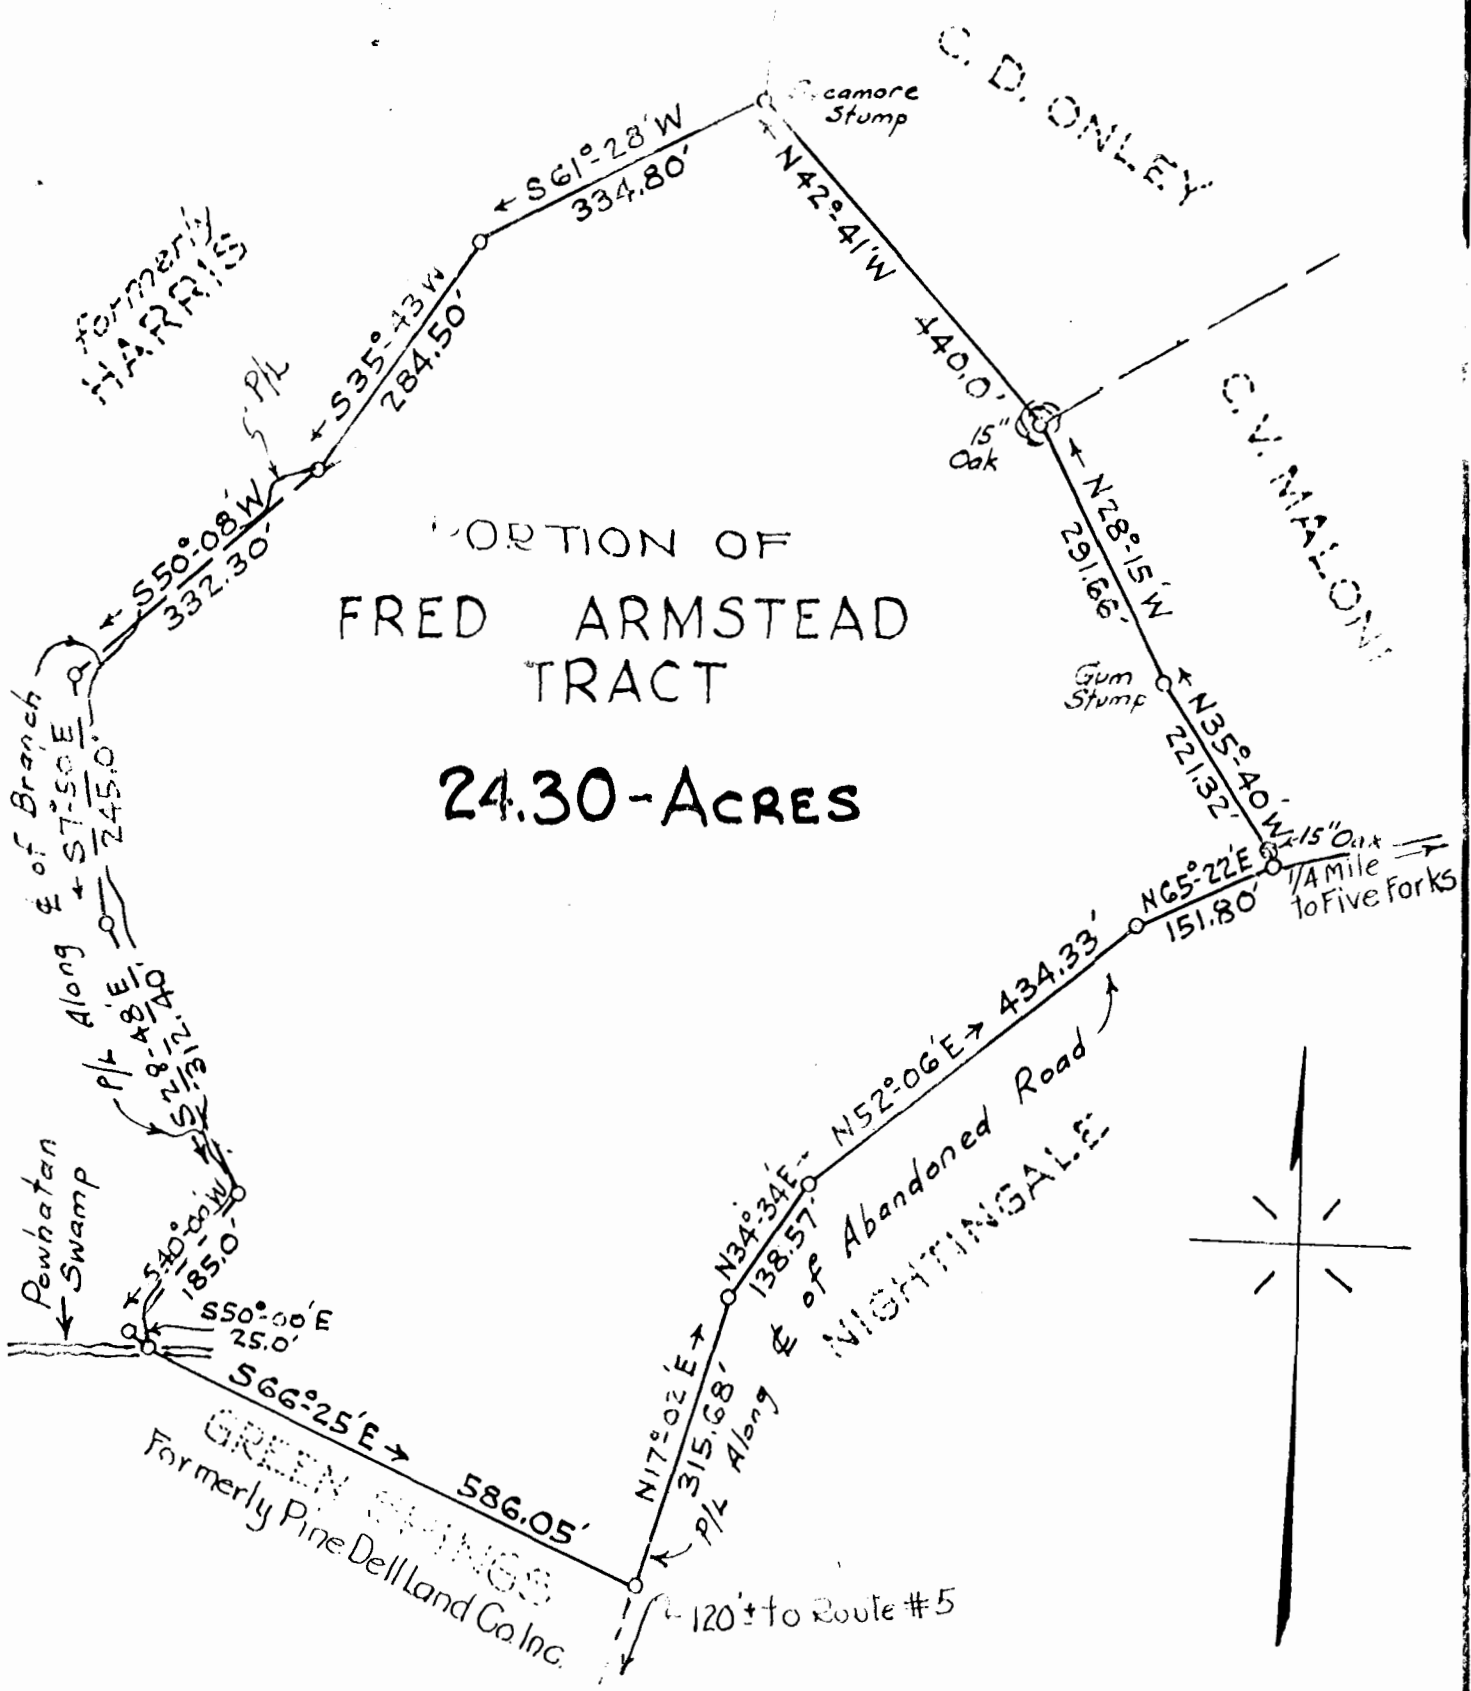 C. D. ONLEY
Stump
S61°-28'W
334.80'
N42°-41'W
440.0'
formerly
HARRIS
P/L
S35°-43'W
284.50'
15"
Oak
C.V. MALONE
S50°-08'W
332.30'
N28°-15'W
291.66'
PORTION OF
FRED ARMSTEAD
TRACT
24.30-ACRES
Gum
Stump
N35°-40'W
221.32'
15" Oak
1/4 Mile
to Five Forks
N65°-22'E
151.80'
P/L Along ℄ of Branch
S7°-50'E
245.0'
S28°-48'E
312.40
N52°-06'E 434.33'
P/L Along ℄ of Abandoned Road
NIGHTINGALE
N34°-34'E
138.57'
Powhatan
Swamp
185.0'
S50°-00'E
25.0'
S66°-25'E 586.05'
GREEN SPRINGS
Formerly Pine Dell Land Co. Inc.
N17°-02'E
315.68'
120'± to Route #5